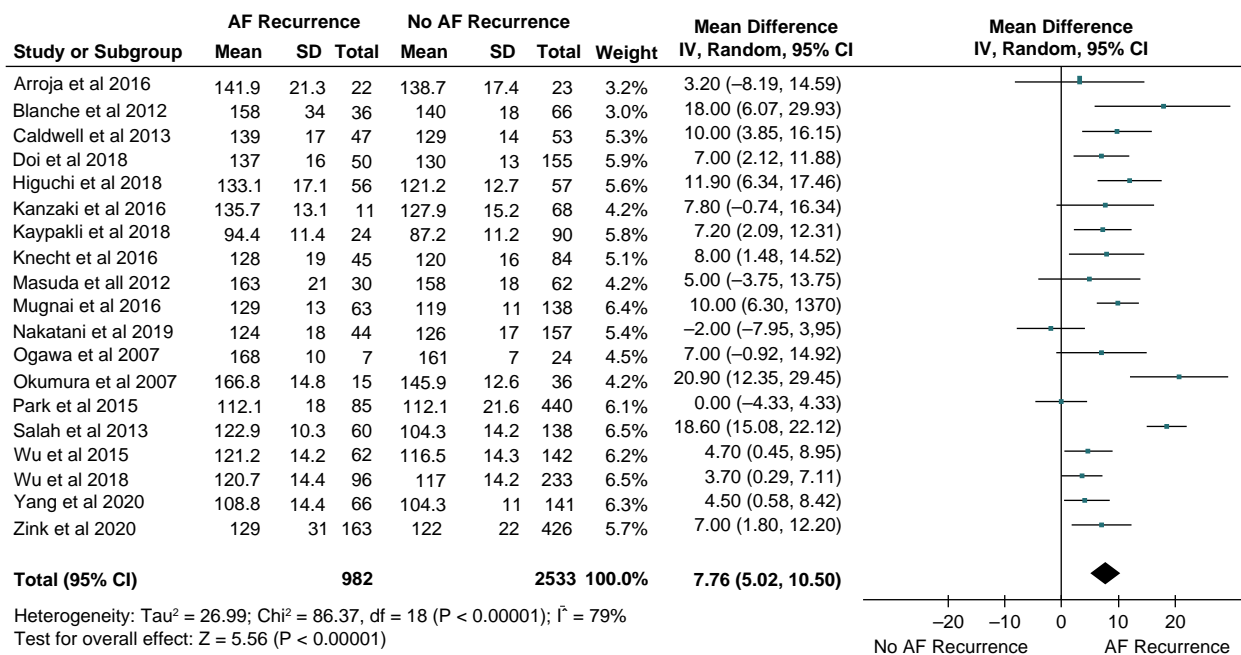 AF Recurrence No AF Recurrence Mean Difference Mean Difference
Study or Subgroup Mean SD Total Mean SD Total Weight IV, Random, 95% CI IV, Random, 95% CI
Arroja et al 2016 141.9 21.3 22 138.7 17.4 23 3.2% 3.20 (−8.19, 14.59)
Blanche et al 2012 158 34 36 140 18 66 3.0% 18.00 (6.07, 29.93)
Caldwell et al 2013 139 17 47 129 14 53 5.3% 10.00 (3.85, 16.15)
Doi et al 2018 137 16 50 130 13 155 5.9% 7.00 (2.12, 11.88)
Higuchi et al 2018 133.1 17.1 56 121.2 12.7 57 5.6% 11.90 (6.34, 17.46)
Kanzaki et al 2016 135.7 13.1 11 127.9 15.2 68 4.2% 7.80 (−0.74, 16.34)
Kaypakli et al 2018 94.4 11.4 24 87.2 11.2 90 5.8% 7.20 (2.09, 12.31)
Knecht et al 2016 128 19 45 120 16 84 5.1% 8.00 (1.48, 14.52)
Masuda et all 2012 163 21 30 158 18 62 4.2% 5.00 (−3.75, 13.75)
Mugnai et al 2016 129 13 63 119 11 138 6.4% 10.00 (6.30, 1370)
Nakatani et al 2019 124 18 44 126 17 157 5.4% −2.00 (−7.95, 3,95)
Ogawa et al 2007 168 10 7 161 7 24 4.5% 7.00 (−0.92, 14.92)
Okumura et al 2007 166.8 14.8 15 145.9 12.6 36 4.2% 20.90 (12.35, 29.45)
Park et al 2015 112.1 18 85 112.1 21.6 440 6.1% 0.00 (−4.33, 4.33)
Salah et al 2013 122.9 10.3 60 104.3 14.2 138 6.5% 18.60 (15.08, 22.12)
Wu et al 2015 121.2 14.2 62 116.5 14.3 142 6.2% 4.70 (0.45, 8.95)
Wu et al 2018 120.7 14.4 96 117 14.2 233 6.5% 3.70 (0.29, 7.11)
Yang et al 2020 108.8 14.4 66 104.3 11 141 6.3% 4.50 (0.58, 8.42)
Zink et al 2020 129 31 163 122 22 426 5.7% 7.00 (1.80, 12.20)
Total (95% CI) 982 2533 100.0% 7.76 (5.02, 10.50)
Heterogeneity: Tau² = 26.99; Chi² = 86.37, df = 18 (P < 0.00001); Ī² = 79%
Test for overall effect: Z = 5.56 (P < 0.00001)
−20 −10 0 10 20
No AF Recurrence AF Recurrence